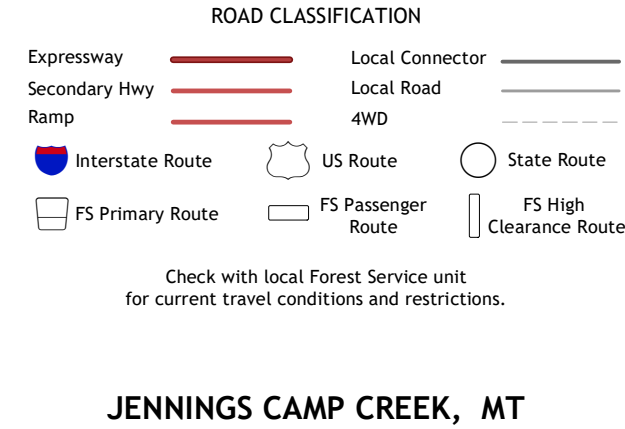 ROAD CLASSIFICATION
Expressway
Local Connector
Secondary Hwy
Local Road
Ramp
4WD
Interstate Route
US Route
State Route
FS Primary Route
FS Passenger
Route
FS High
Clearance Route
Check with local Forest Service unit
for current travel conditions and restrictions.
JENNINGS CAMP CREEK, MT